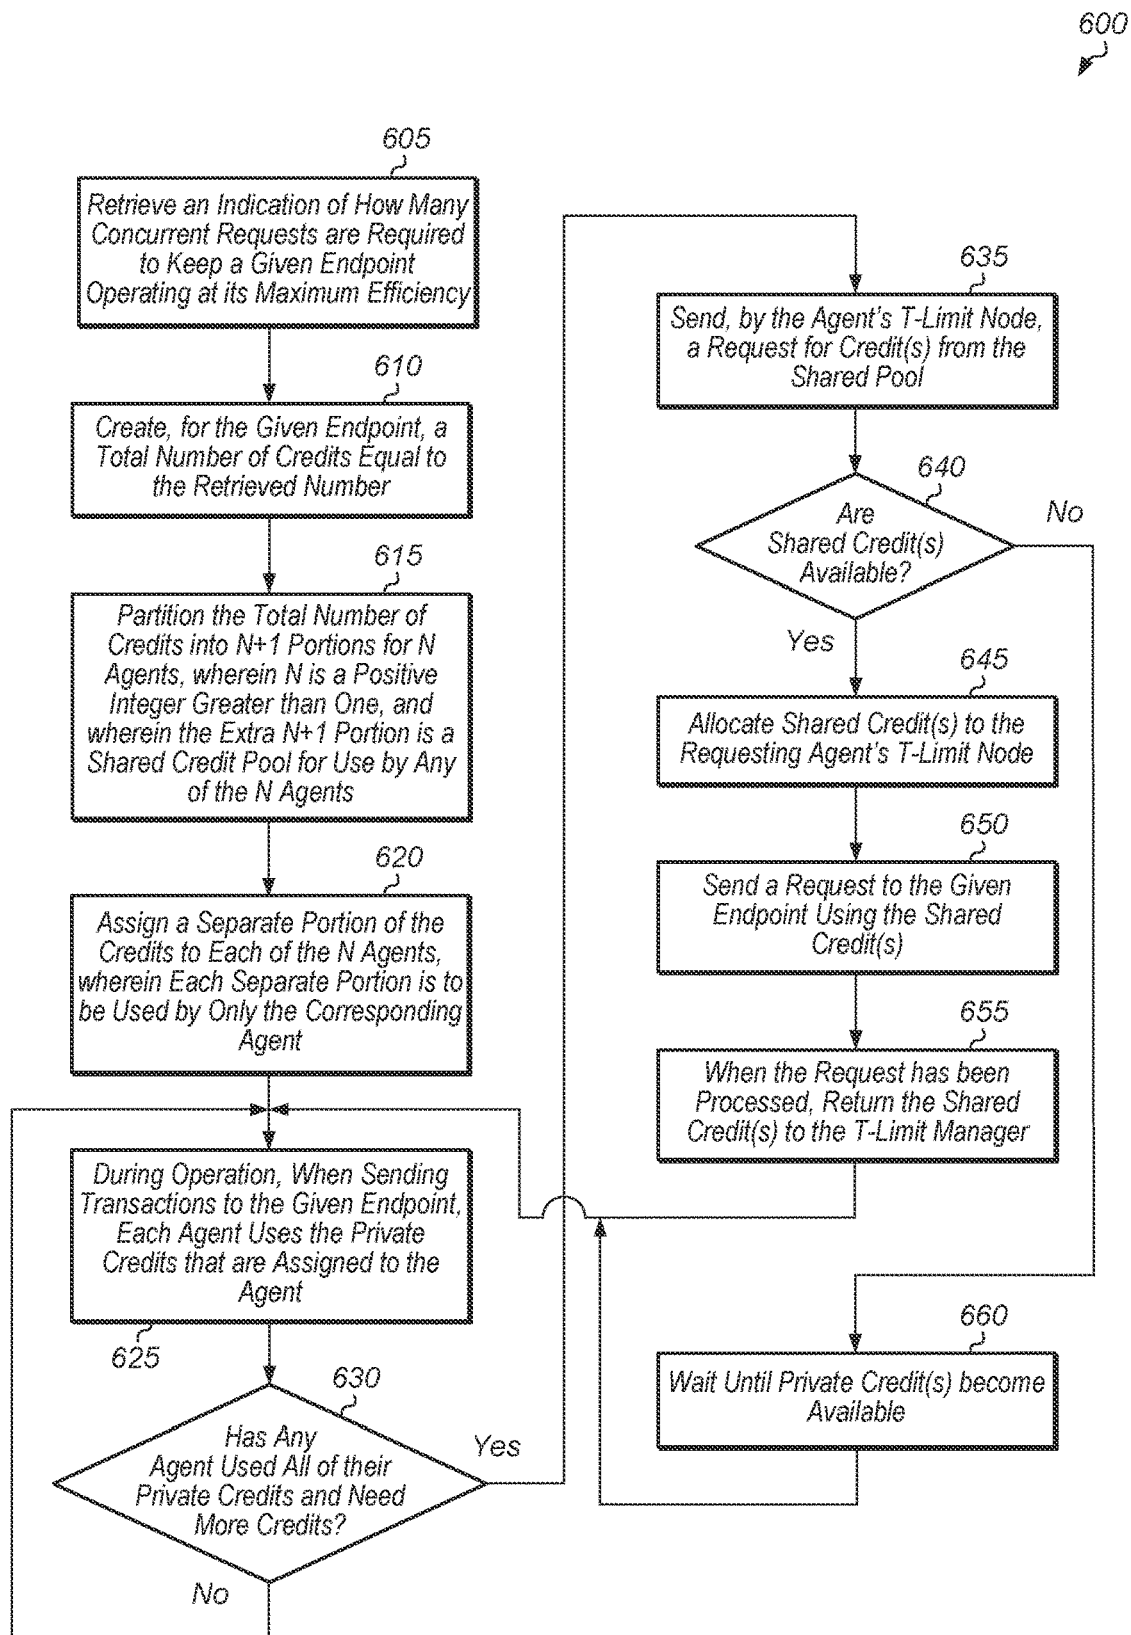 600
605
Retrieve an Indication of How Many
Concurrent Requests are Required
to Keep a Given Endpoint
Operating at its Maximum Efficiency
610
Create, for the Given Endpoint, a
Total Number of Credits Equal to
the Retrieved Number
615
Partition the Total Number of
Credits into N+1 Portions for N
Agents, wherein N is a Positive
Integer Greater than One, and
wherein the Extra N+1 Portion is a
Shared Credit Pool for Use by Any
of the N Agents
620
Assign a Separate Portion of the
Credits to Each of the N Agents,
wherein Each Separate Portion is to
be Used by Only the Corresponding
Agent
During Operation, When Sending
Transactions to the Given Endpoint,
Each Agent Uses the Private
Credits that are Assigned to the
Agent
625
630
Has Any
Agent Used All of their
Private Credits and Need
More Credits?
Yes
No
635
Send, by the Agent's T-Limit Node,
a Request for Credit(s) from the
Shared Pool
640
Are
Shared Credit(s)
Available?
No
Yes
645
Allocate Shared Credit(s) to the
Requesting Agent's T-Limit Node
650
Send a Request to the Given
Endpoint Using the Shared
Credit(s)
655
When the Request has been
Processed, Return the Shared
Credit(s) to the T-Limit Manager
660
Wait Until Private Credit(s) become
Available